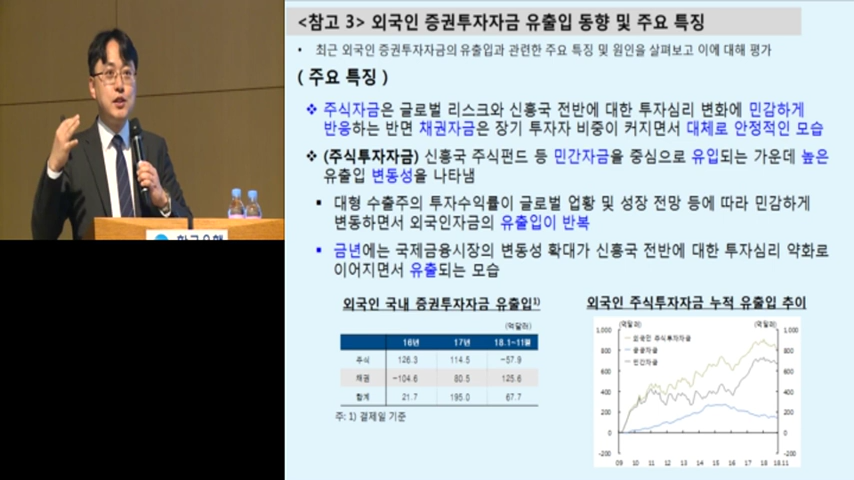 <참고 3> 외국인 증권투자자금 유출입 동향 및 주요 특징
• 최근 외국인 증권투자자금의 유출입과 관련한 주요 특징 및 원인을 살펴보고 이에 대해 평가
( 주요 특징 )
❖ 주식자금은 글로벌 리스크와 신흥국 전반에 대한 투자심리 변화에 민감하게
반응하는 반면 채권자금은 장기 투자자 비중이 커지면서 대체로 안정적인 모습
❖ (주식투자자금) 신흥국 주식펀드 등 민간자금을 중심으로 유입되는 가운데 높은
유출입 변동성을 나타냄
▪ 대형 수출주의 투자수익률이 글로벌 업황 및 성장 전망 등에 따라 민감하게
변동하면서 외국인자금의 유출입이 반복
▪ 금년에는 국제금융시장의 변동성 확대가 신흥국 전반에 대한 투자심리 약화로
이어지면서 유출되는 모습
외국인 국내 증권투자자금 유출입1)
(억달러)
16년 17년 18.1~11월
주식 126.3 114.5 -57.9
채권 -104.6 80.5 125.6
합계 21.7 195.0 67.7
주: 1) 결제일 기준
외국인 주식투자자금 누적 유출입 추이
(억달러) (억달러)
1,000 1,000
800 800
600 600
400 400
200 200
0 0
-200 -200
외국인 주식투자자금
공공자금
민간자금
09 10 11 12 13 14 15 16 17 18 18.11
한국은행